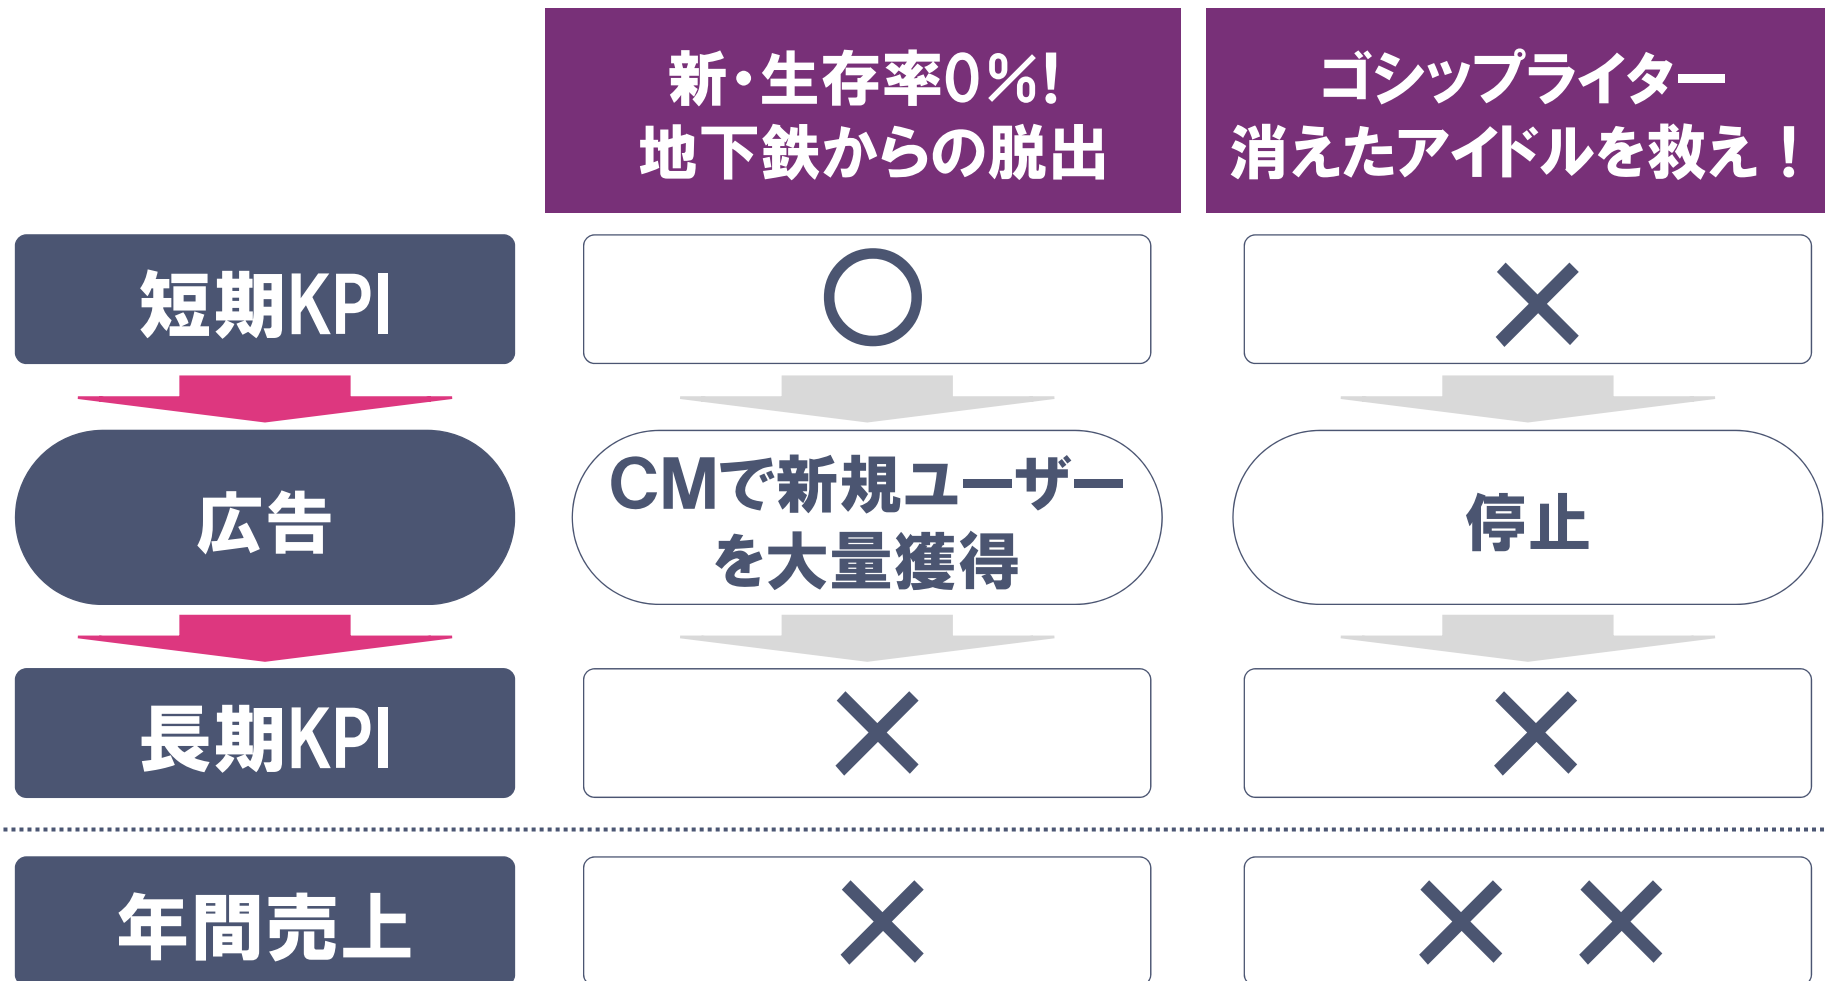 新・生存率0%!
地下鉄からの脱出
ゴシップライター
消えたアイドルを救え！
短期KPI
○
×
広告
CMで新規ユーザー
を大量獲得
停止
長期KPI
×
×
年間売上
×
× ×